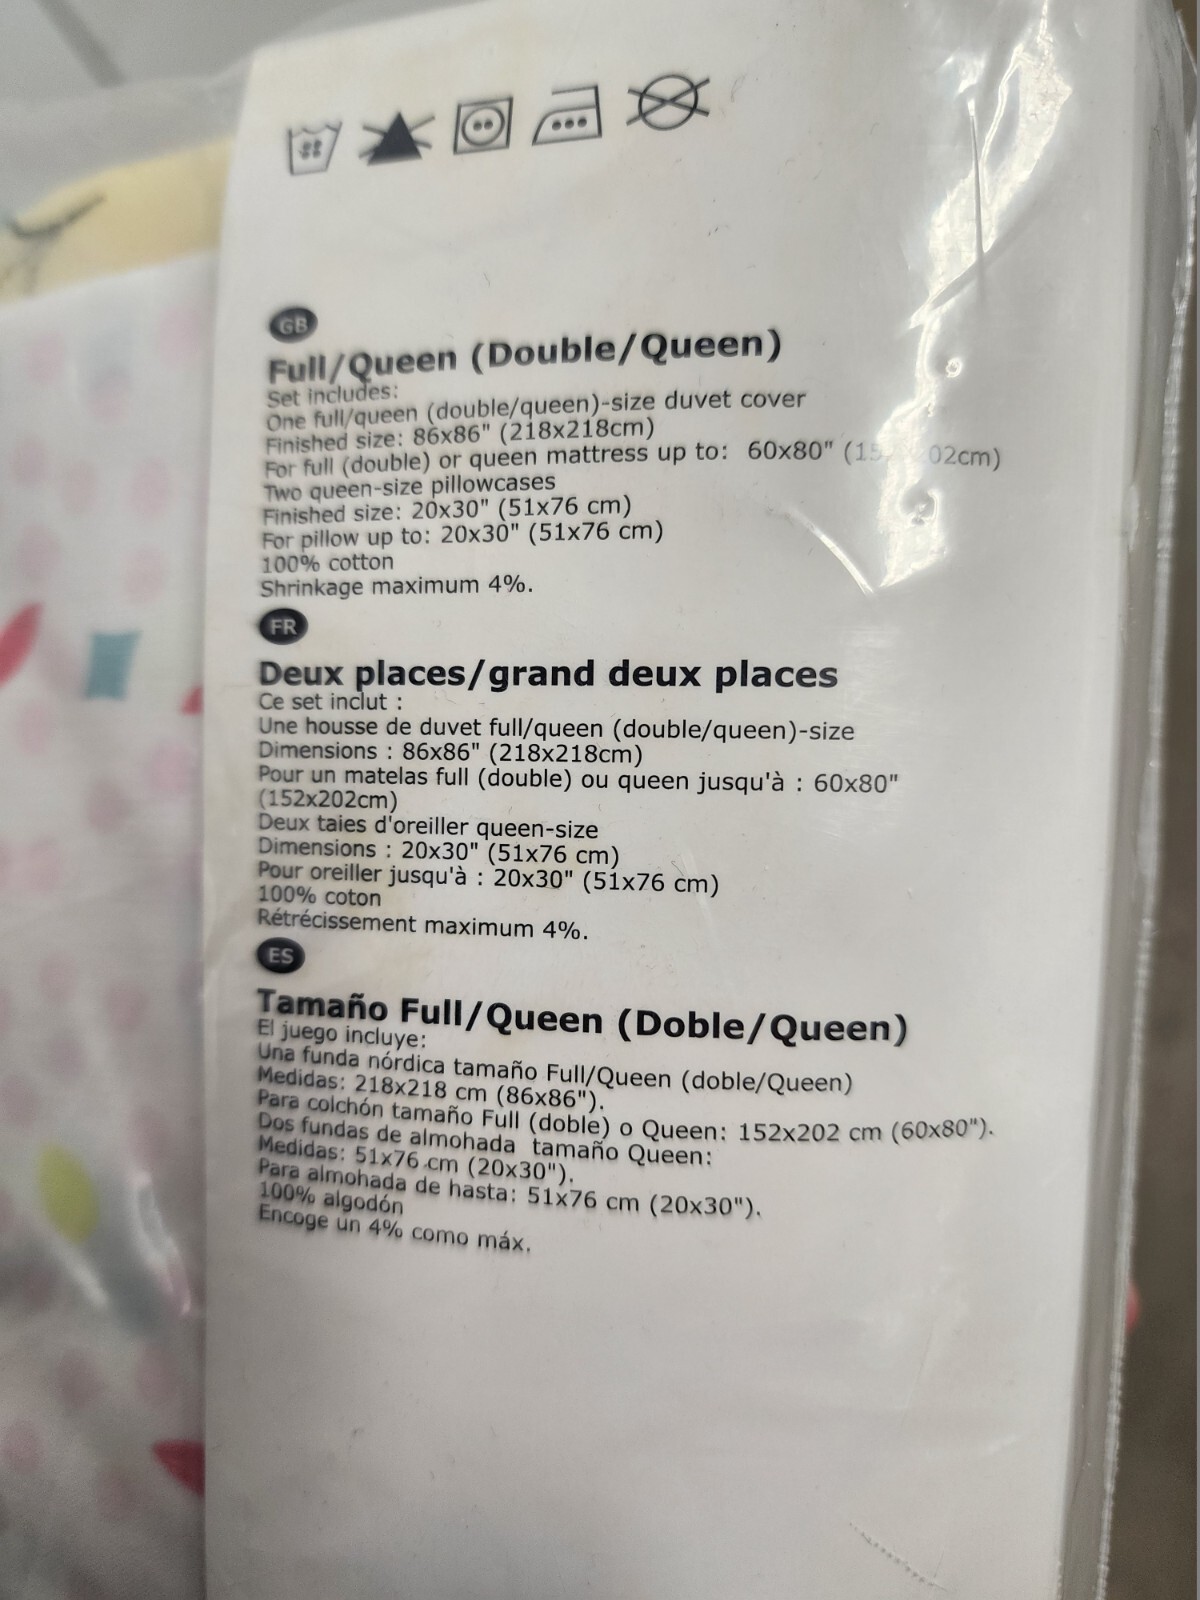 GB
Full/Queen (Double/Queen)
Set includes:
One full/queen (double/queen)-size duvet cover
Finished size: 86x86" (218x218cm)
For full (double) or queen mattress up to: 60x80" (15 02cm)
Two queen-size pillowcases
Finished size: 20x30" (51x76 cm)
For pillow up to: 20x30" (51x76 cm)
100% cotton
Shrinkage maximum 4%.
FR
Deux places/grand deux places
Ce set inclut :
Une housse de duvet full/queen (double/queen)-size
Dimensions : 86x86" (218x218cm)
Pour un matelas full (double) ou queen jusqu'à : 60x80"
(152x202cm)
Deux taies d'oreiller queen-size
Dimensions : 20x30" (51x76 cm)
Pour oreiller jusqu'à : 20x30" (51x76 cm)
100% coton
Rétrécissement maximum 4%.
ES
Tamaño Full/Queen (Doble/Queen)
El juego incluye:
Una funda nórdica tamaño Full/Queen (doble/Queen)
Medidas: 218x218 cm (86x86").
Para colchón tamaño Full (doble) o Queen: 152x202 cm (60x80").
Dos fundas de almohada tamaño Queen:
Medidas: 51x76 cm (20x30").
Para almohada de hasta: 51x76 cm (20x30").
100% algodón
Encoge un 4% como máx.